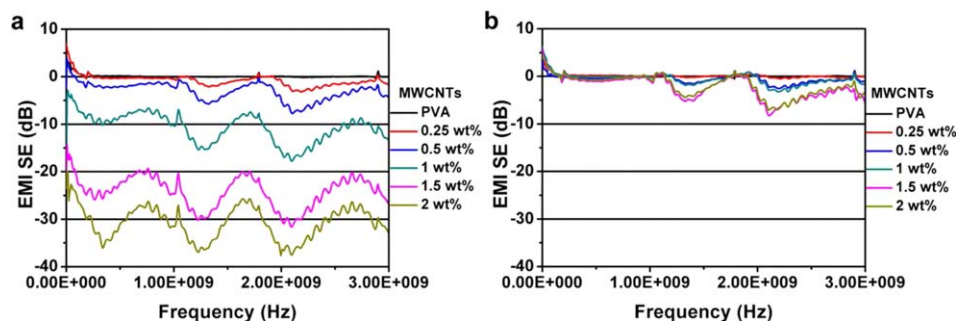 a
EMI SE (dB)
10
0
-10
-20
-30
-40
0.00E+000
1.00E+009
2.00E+009
3.00E+009
Frequency (Hz)
MWCNTs
PVA
0.25 wt%
0.5 wt%
1 wt%
1.5 wt%
2 wt%
b
EMI SE (dB)
10
0
-10
-20
-30
-40
0.00E+000
1.00E+009
2.00E+009
3.00E+009
Frequency (Hz)
MWCNTs
PVA
0.25 wt%
0.5 wt%
1 wt%
1.5 wt%
2 wt%